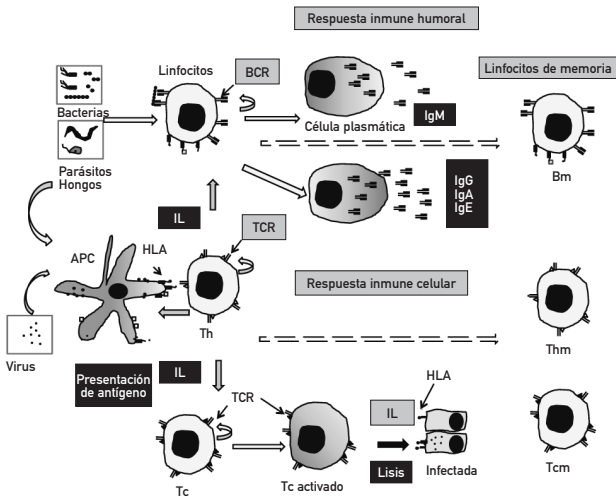 Respuesta inmune humoral
Linfocitos
BCR
Linfocitos de memoria
Bacterias
Célula plasmática
IgM
Parásitos
Hongos
Bm
IgG
IgA
IgE
IL
TCR
APC
HLA
Respuesta inmune celular
Th
Thm
Virus
Presentación
de antígeno
IL
HLA
TCR
IL
Lisis
Infectada
Tc
Tc activado
Tcm